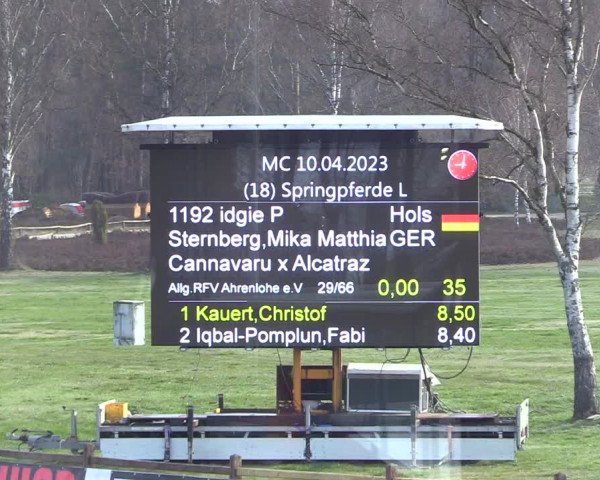 MC 10.04.2023
(18) Springpferde L
1192 idgie P Hols
Sternberg,Mika Matthia GER
Cannavaru x Alcatraz
Allg.RFV Ahrenlohe e.V 29/66 0,00 35
1 Kauert,Christof 8,50
2 Iqbal-Pomplun,Fabi 8,40